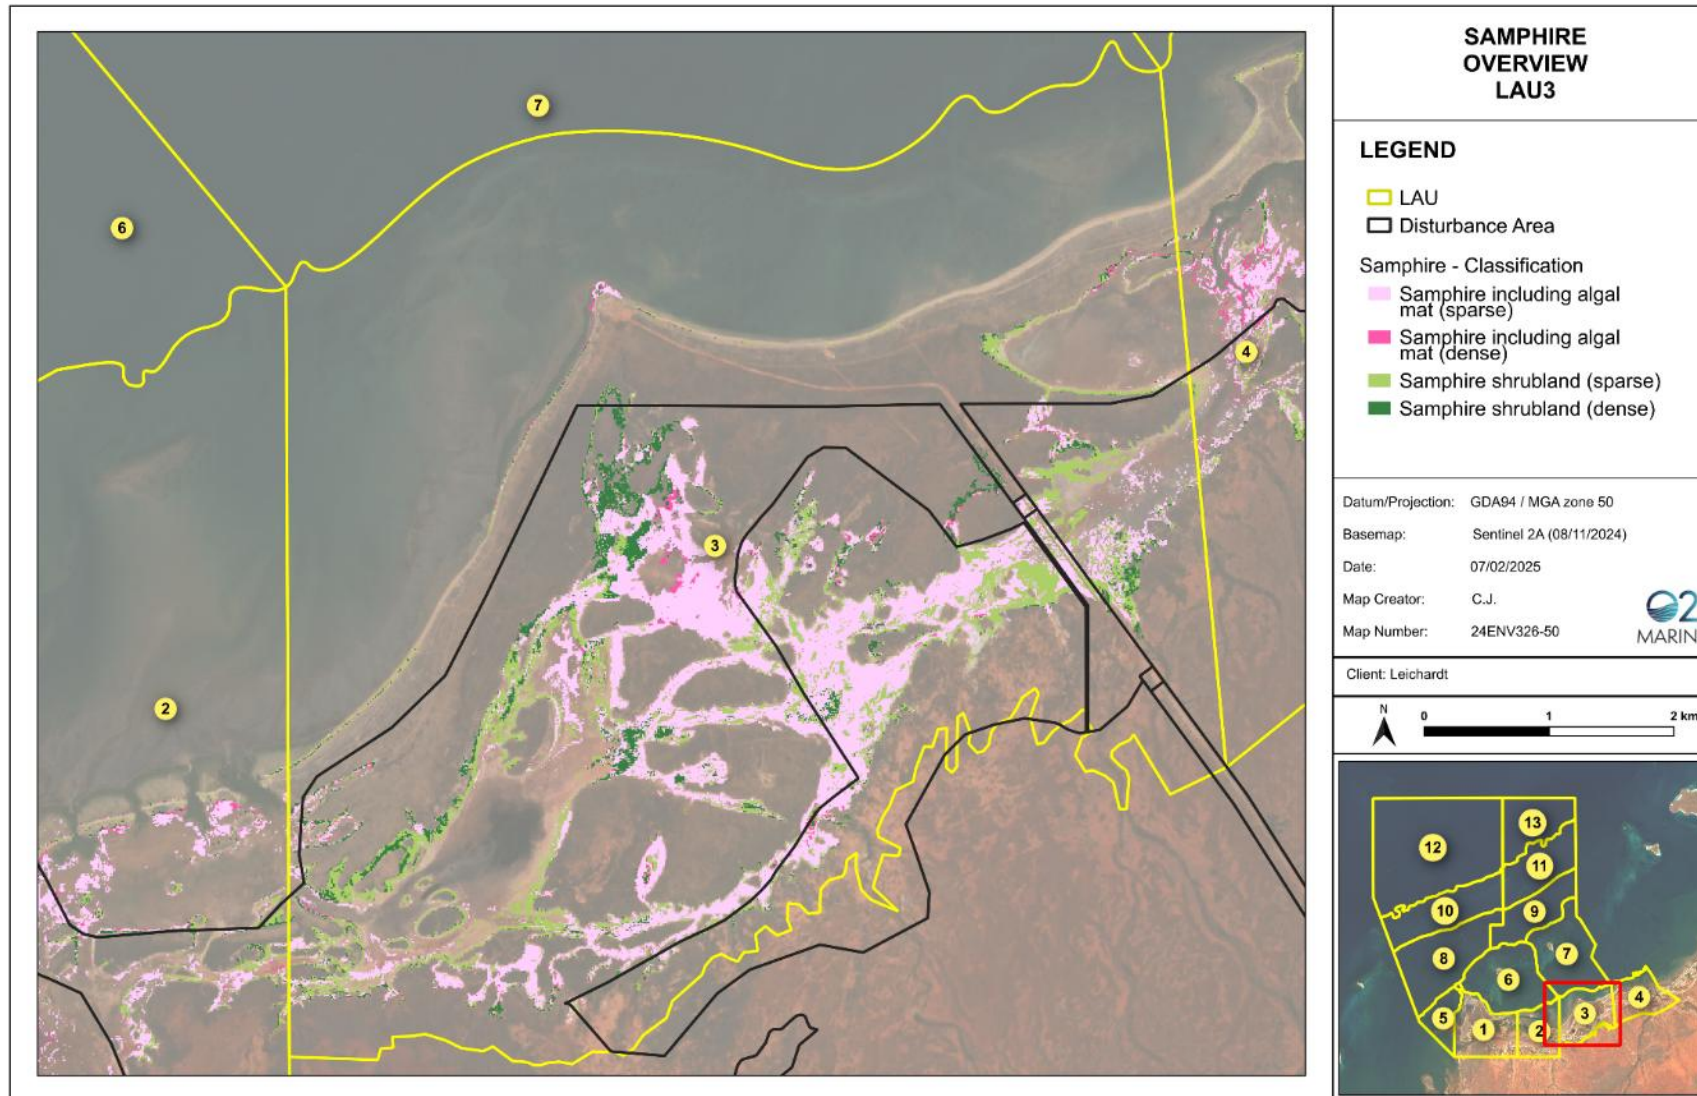 SAMPHIRE
OVERVIEW
LAU3
LEGEND
LAU
Disturbance Area
Samphire - Classification
Samphire including algal
mat (sparse)
Samphire including algal
mat (dense)
Samphire shrubland (sparse)
Samphire shrubland (dense)
Datum/Projection: GDA94 / MGA zone 50
Basemap: Sentinel 2A (08/11/2024)
Date: 07/02/2025
Map Creator: C.J.
Map Number: 24ENV326-50
O2
MARIN
Client: Leichardt
N
0 1 2 km
7
6
4
3
2
13
12
11
10
9
8
7
6
5
4
3
2
1